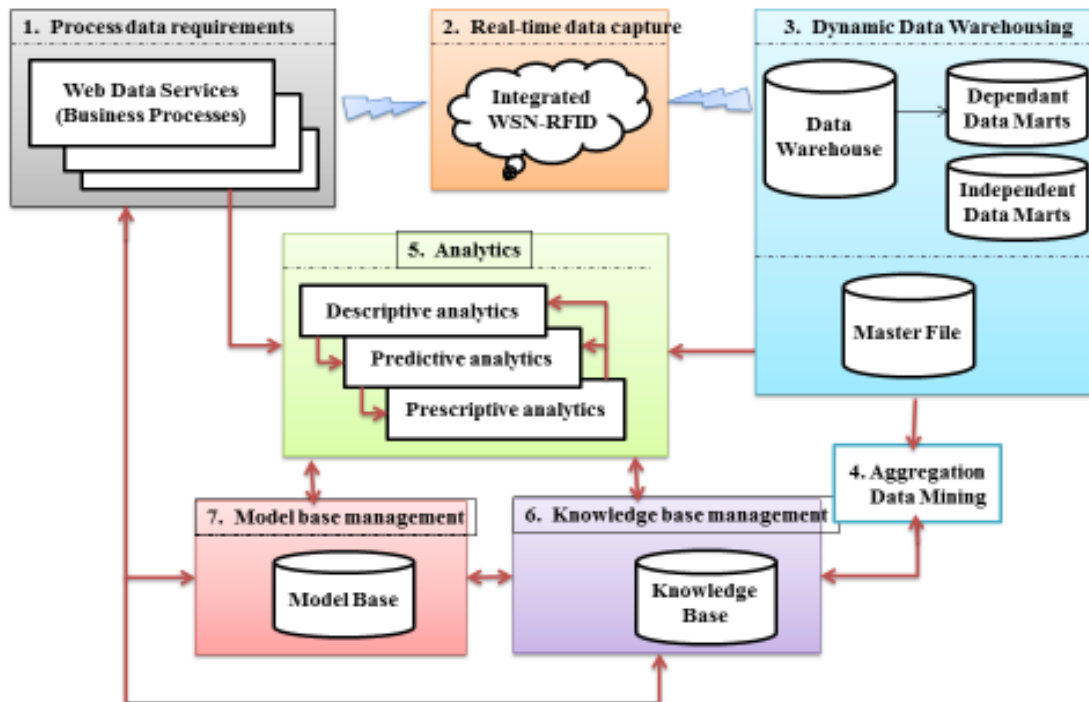 1. Process data requirements
Web Data Services
(Business Processes)
2. Real-time data capture
Integrated
WSN-RFID
3. Dynamic Data Warehousing
Data
Warehouse
Dependant
Data Marts
Independent
Data Marts
Master File
5. Analytics
Descriptive analytics
Predictive analytics
Prescriptive analytics
4. Aggregation
Data Mining
7. Model base management
Model Base
6. Knowledge base management
Knowledge
Base